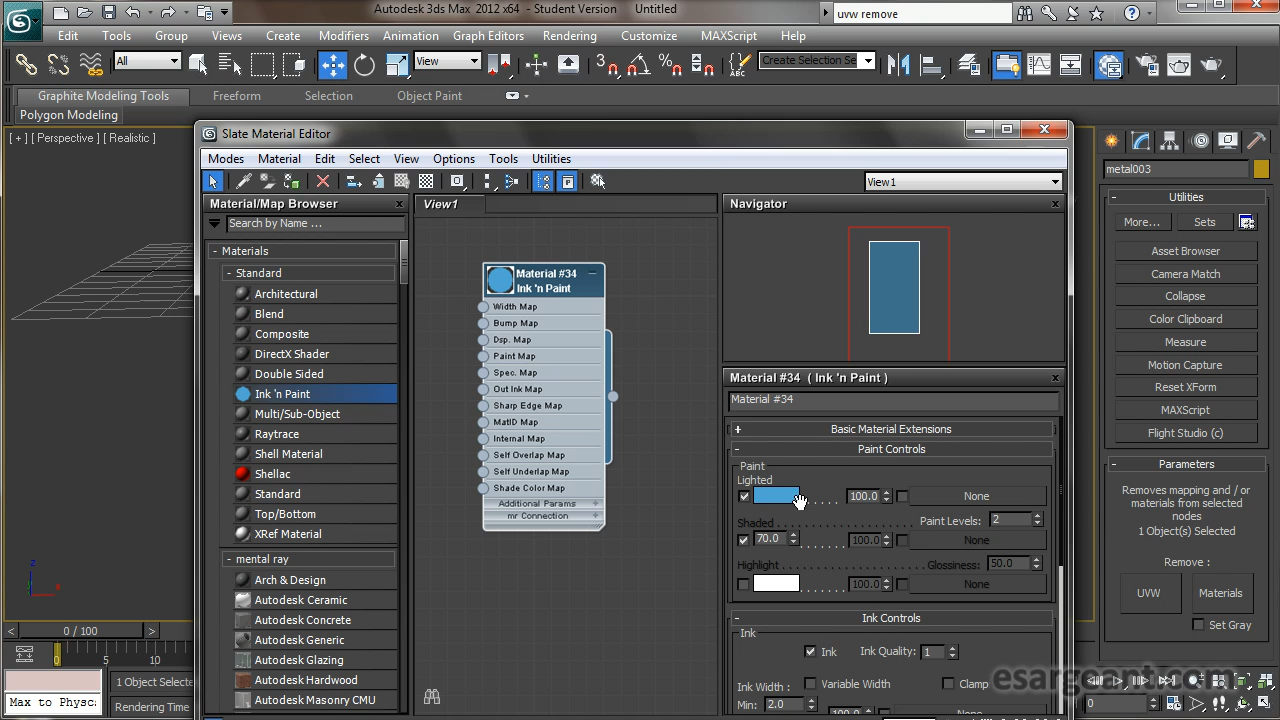 Autodesk 3ds Max 2012 x64 - Student Version Untitled
uvw remove
Edit Tools Group Views Create Modifiers Animation Graph Editors Rendering Customize MAXScript Help
All
View
Create Selection Se
Graphite Modeling Tools Freeform Selection Object Paint
Polygon Modeling
[ + ] [ Perspective ] [ Realistic ]
Slate Material Editor
Modes Material Edit Select View Options Tools Utilities
View1
Material/Map Browser
Search by Name ...
- Materials
- Standard
Architectural
Blend
Composite
DirectX Shader
Double Sided
Ink 'n Paint
Multi/Sub-Object
Raytrace
Shell Material
Shellac
Standard
Top/Bottom
XRef Material
- mental ray
Arch & Design
Autodesk Ceramic
Autodesk Concrete
Autodesk Generic
Autodesk Glazing
Autodesk Hardwood
Autodesk Masonry CMU
View1
Material #34
Ink 'n Paint
Width Map
Bump Map
Dsp. Map
Paint Map
Spec. Map
Out Ink Map
Sharp Edge Map
MatID Map
Internal Map
Self Overlap Map
Self Underlap Map
Shade Color Map
Additional Params +
mr Connection +
Navigator
Material #34 ( Ink 'n Paint )
Material #34
+ Basic Material Extensions
- Paint Controls
Paint
Lighted
100.0 None
Shaded Paint Levels: 2
70.0 100.0 None
Highlight Glossiness: 50.0
100.0 None
- Ink Controls
Ink
Ink Ink Quality: 1
Ink Width: Variable Width Clamp
Min: 2.0
100.0 None
metal003
- Utilities
More... Sets
Asset Browser
Camera Match
Collapse
Color Clipboard
Measure
Motion Capture
Reset XForm
MAXScript
Flight Studio (c)
- Parameters
Removes mapping and / or
materials from selected
nodes
1 Object(s) Selected
Remove :
UVW Materials
Set Gray
z
x
< 0 / 100 >
0 5 10
Max to Physc
1 Object Selecte
Rendering Time
esargeant.com
0